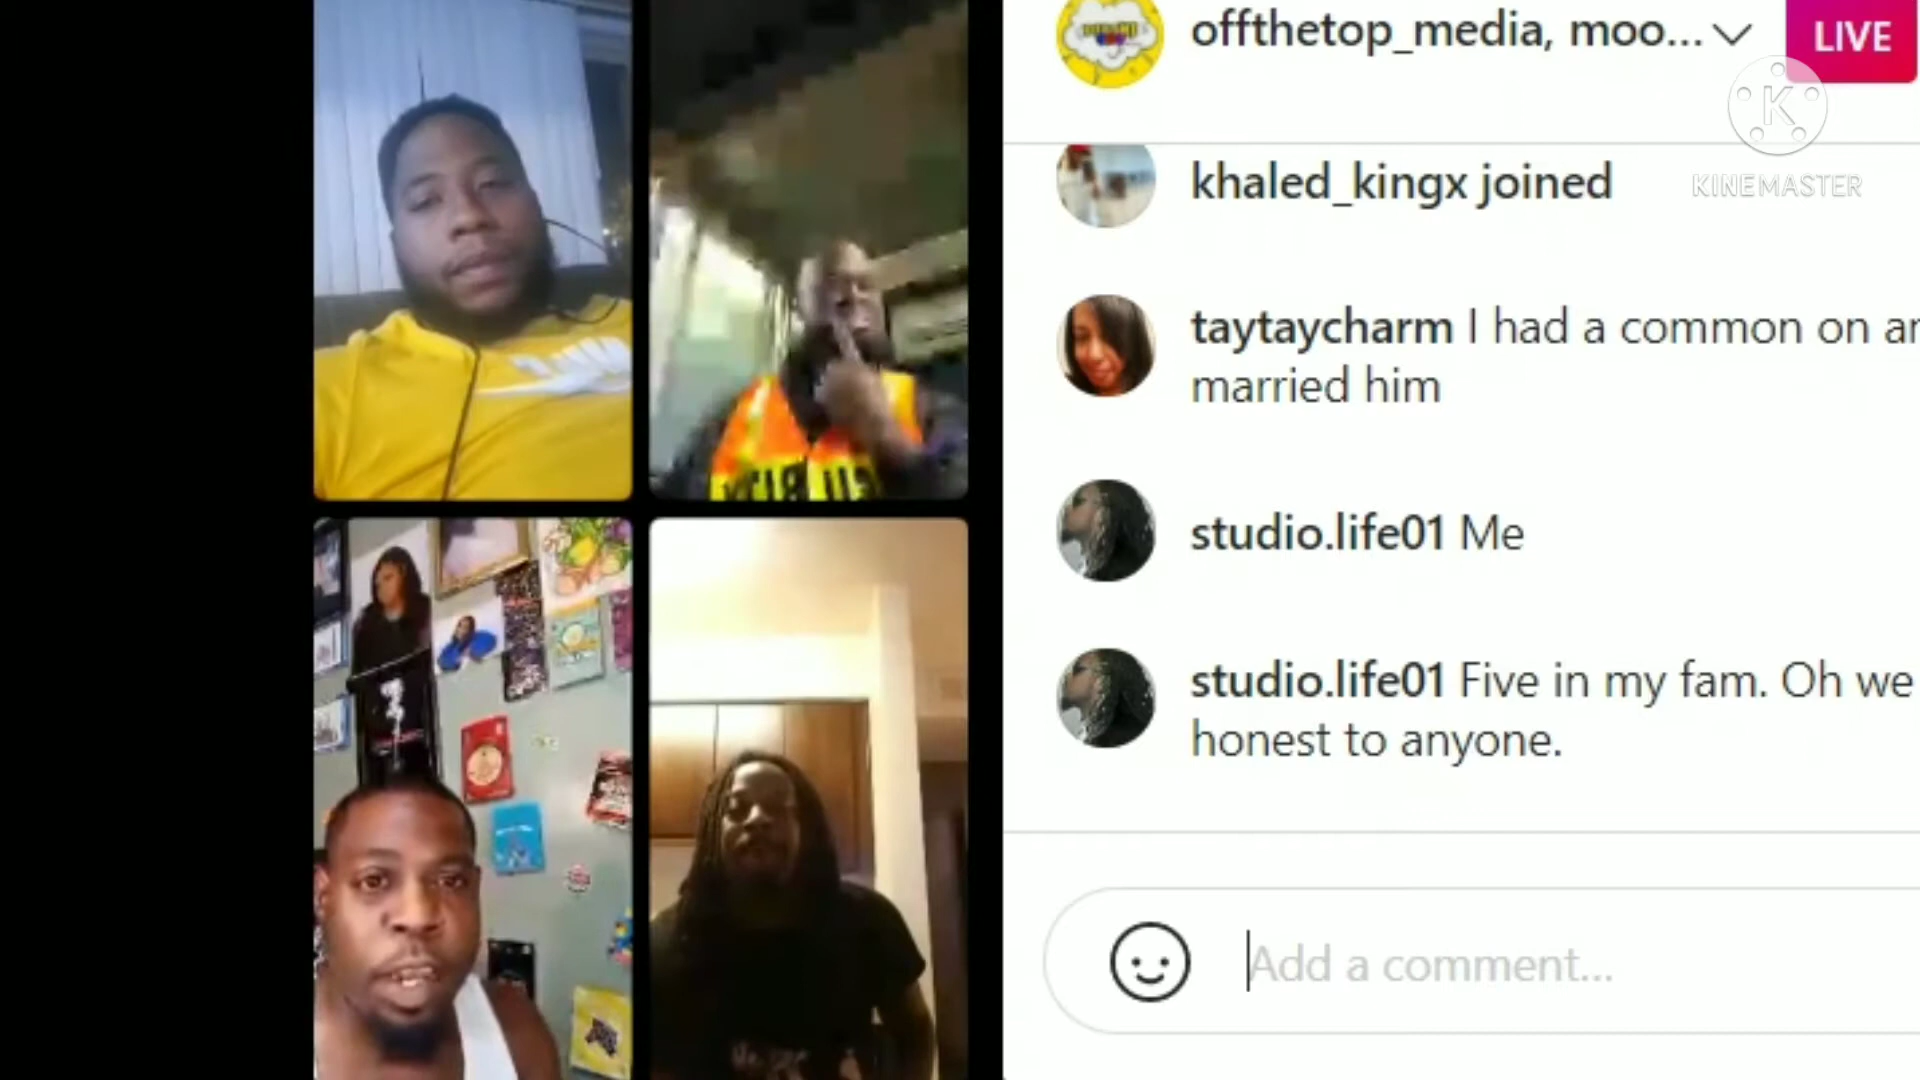 offthetop_media, moo...
LIVE
KINEMASTER
khaled_kingx joined
taytaycharm I had a common on
married him
studio.life01 Me
studio.life01 Five in my fam. Oh we
honest to anyone.
Add a comment...